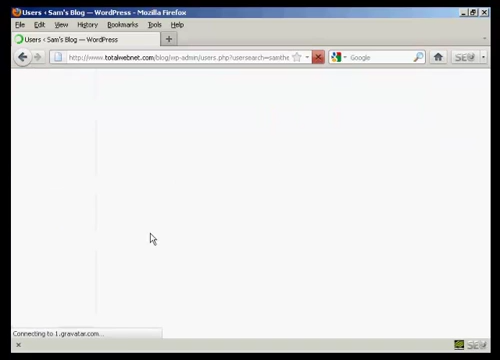 Users ‹ Sam's Blog — WordPress - Mozilla Firefox
File Edit View History Bookmarks Tools Help
Users ‹ Sam's Blog — WordPress
http://www.totalwebnet.com/blog/wp-admin/users.php?usersearch=samthe
Google
Connecting to 1.gravatar.com...